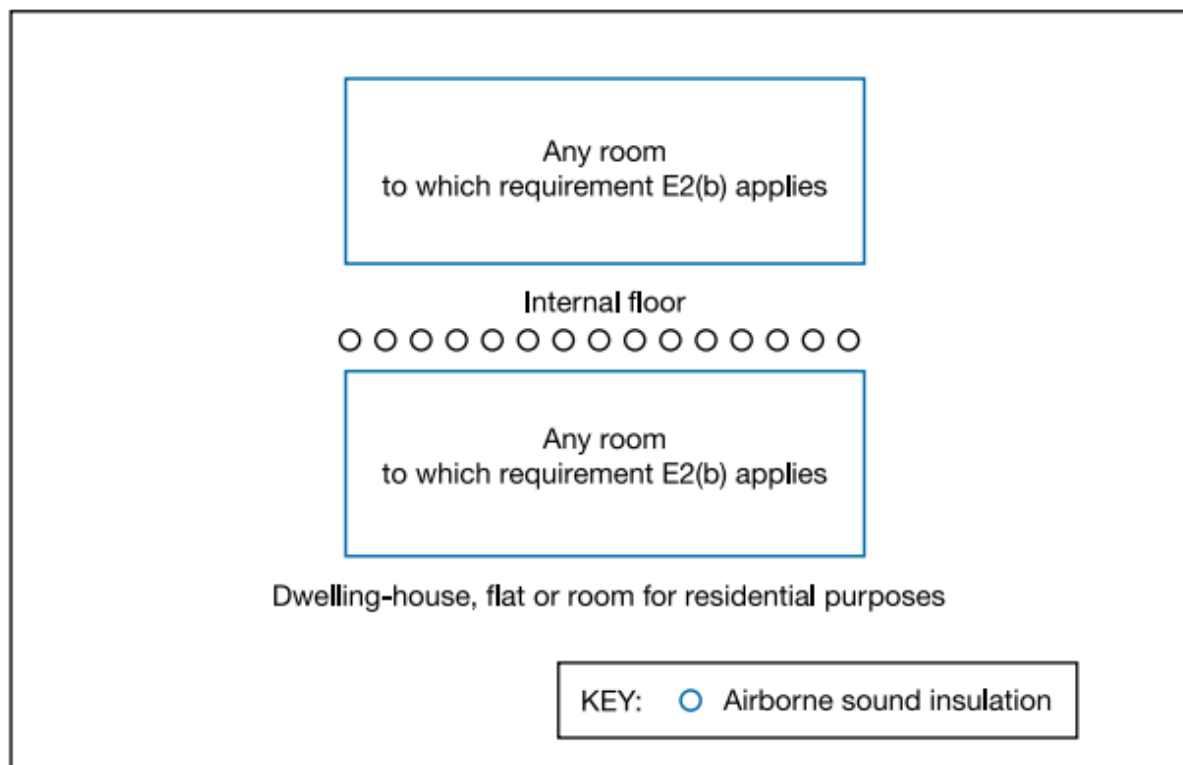 Any room
to which requirement E2(b) applies
Internal floor
Any room
to which requirement E2(b) applies
Dwelling-house, flat or room for residential purposes
KEY: Airborne sound insulation